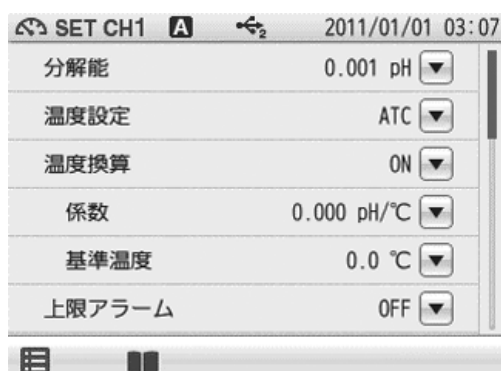 SET CH1 A 2 2011/01/01 03:07
分解能 0.001 pH
温度設定 ATC
温度換算 ON
係数 0.000 pH/℃
基準温度 0.0 ℃
上限アラーム OFF